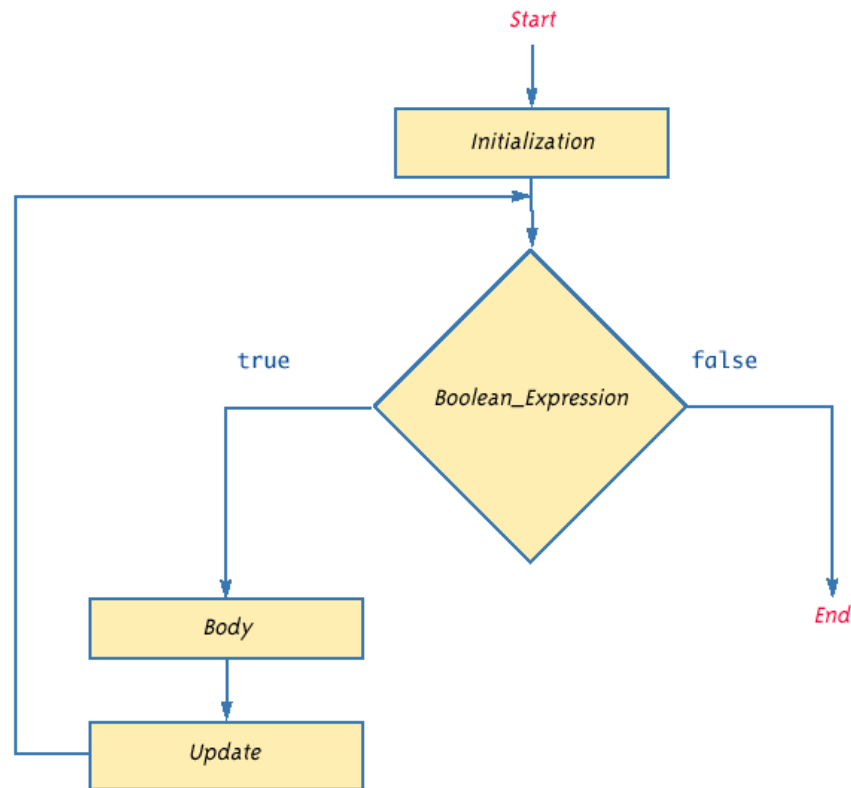 Start
Initialization
true
false
Boolean_Expression
Body
End
Update